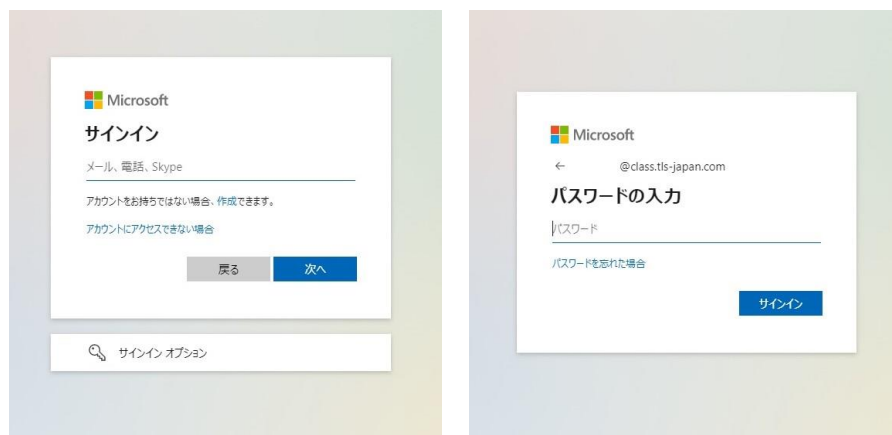 Microsoft
サインイン
メール、電話、Skype
アカウントをお持ちではない場合、作成できます。
アカウントにアクセスできない場合
戻る
次へ
サインイン オプション
Microsoft
← @class.tls-japan.com
パスワードの入力
パスワード
パスワードを忘れた場合
サインイン